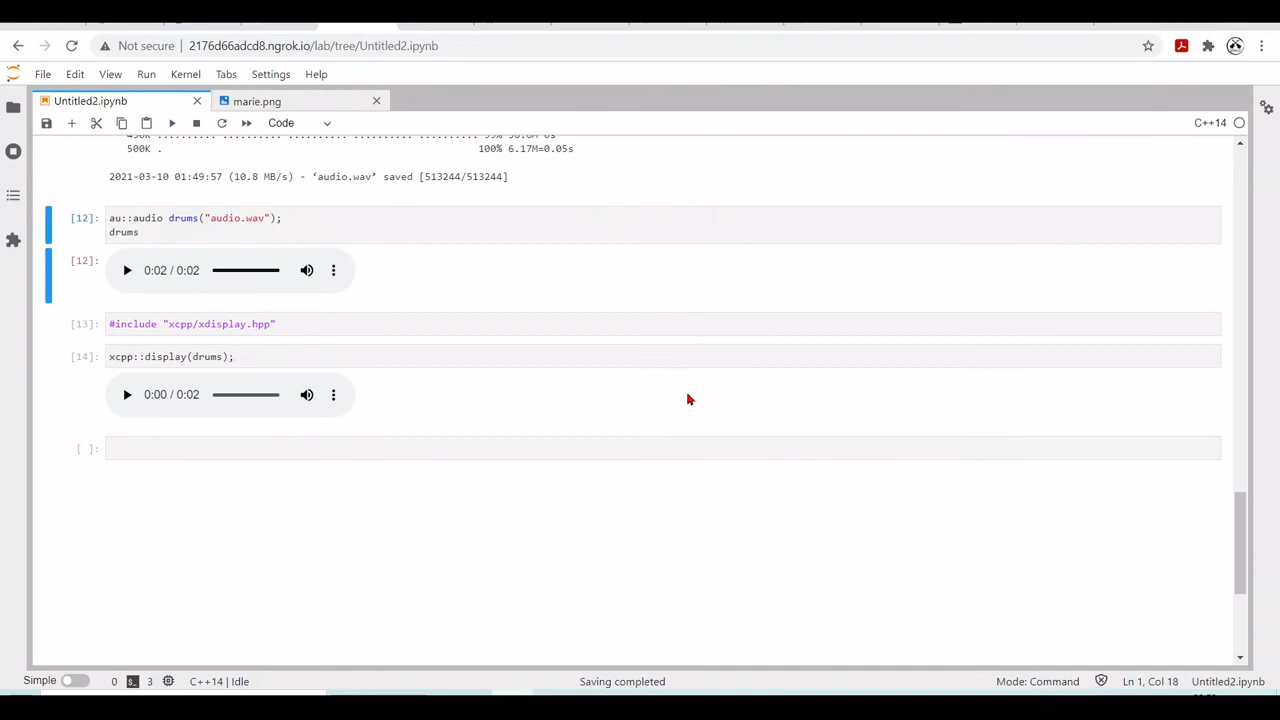 Not secure | 2176d66adcd8.ngrok.io/lab/tree/Untitled2.ipynb
File Edit View Run Kernel Tabs Settings Help
Untitled2.ipynb
marie.png
Code
C++14
500K . 100% 6.17M=0.05s
2021-03-10 01:49:57 (10.8 MB/s) - ‘audio.wav’ saved [513244/513244]
[12]: au::audio drums("audio.wav");
drums
[12]: 0:02 / 0:02
[13]: #include "xcpp/xdisplay.hpp"
[14]: xcpp::display(drums);
0:00 / 0:02
[ ]:
Simple 0 3 C++14 | Idle Saving completed Mode: Command Ln 1, Col 18 Untitled2.ipynb